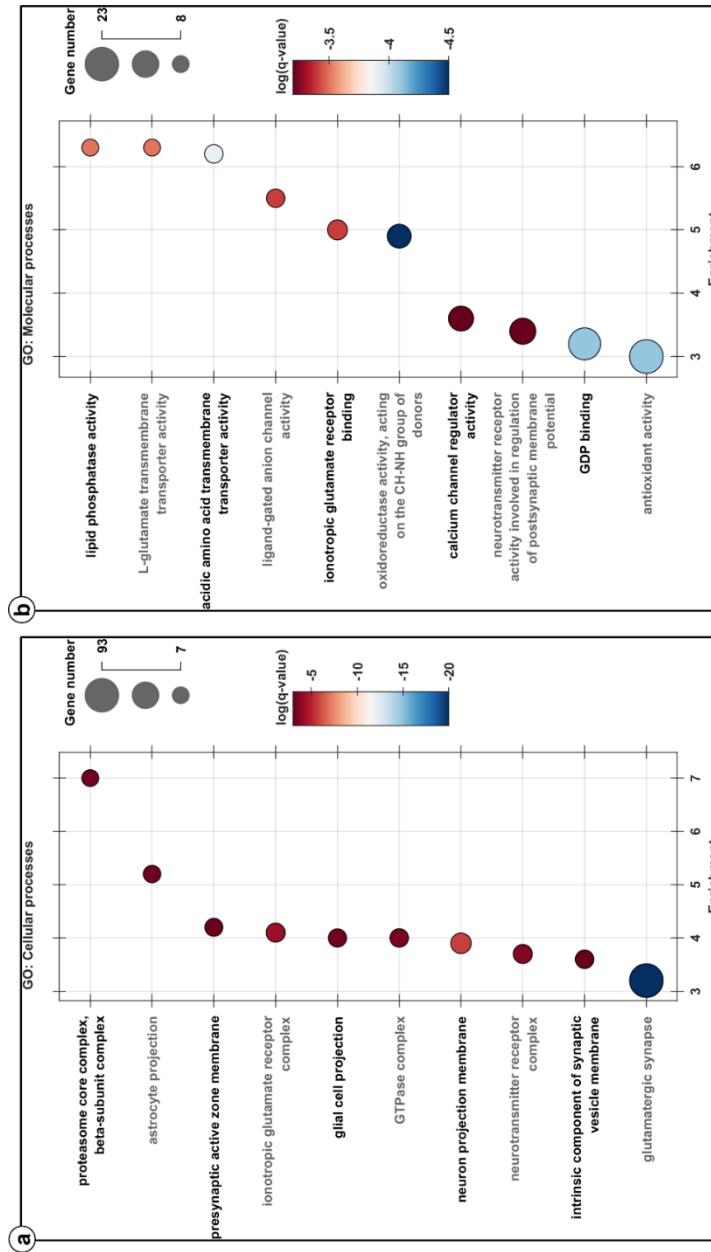 a
GO: Cellular processes
proteasome core complex,
beta-subunit complex
astrocyte projection
presynaptic active zone membrane
ionotropic glutamate receptor
complex
glial cell projection
GTPase complex
neuron projection membrane
neurotransmitter receptor
complex
intrinsic component of synaptic
vesicle membrane
glutamatergic synapse
3
4
5
6
7
Gene number
93
7
log(q-value)
-5
-10
-15
-20
b
GO: Molecular processes
lipid phosphatase activity
L-glutamate transmembrane
transporter activity
acidic amino acid transmembrane
transporter activity
ligand-gated anion channel
activity
ionotropic glutamate receptor
binding
oxidoreductase activity, acting
on the CH-NH group of
donors
calcium channel regulator
activity
neurotransmitter receptor
activity involved in regulation
of postsynaptic membrane
potential
GDP binding
antioxidant activity
3
4
5
6
Gene number
23
8
log(q-value)
-3.5
-4
-4.5